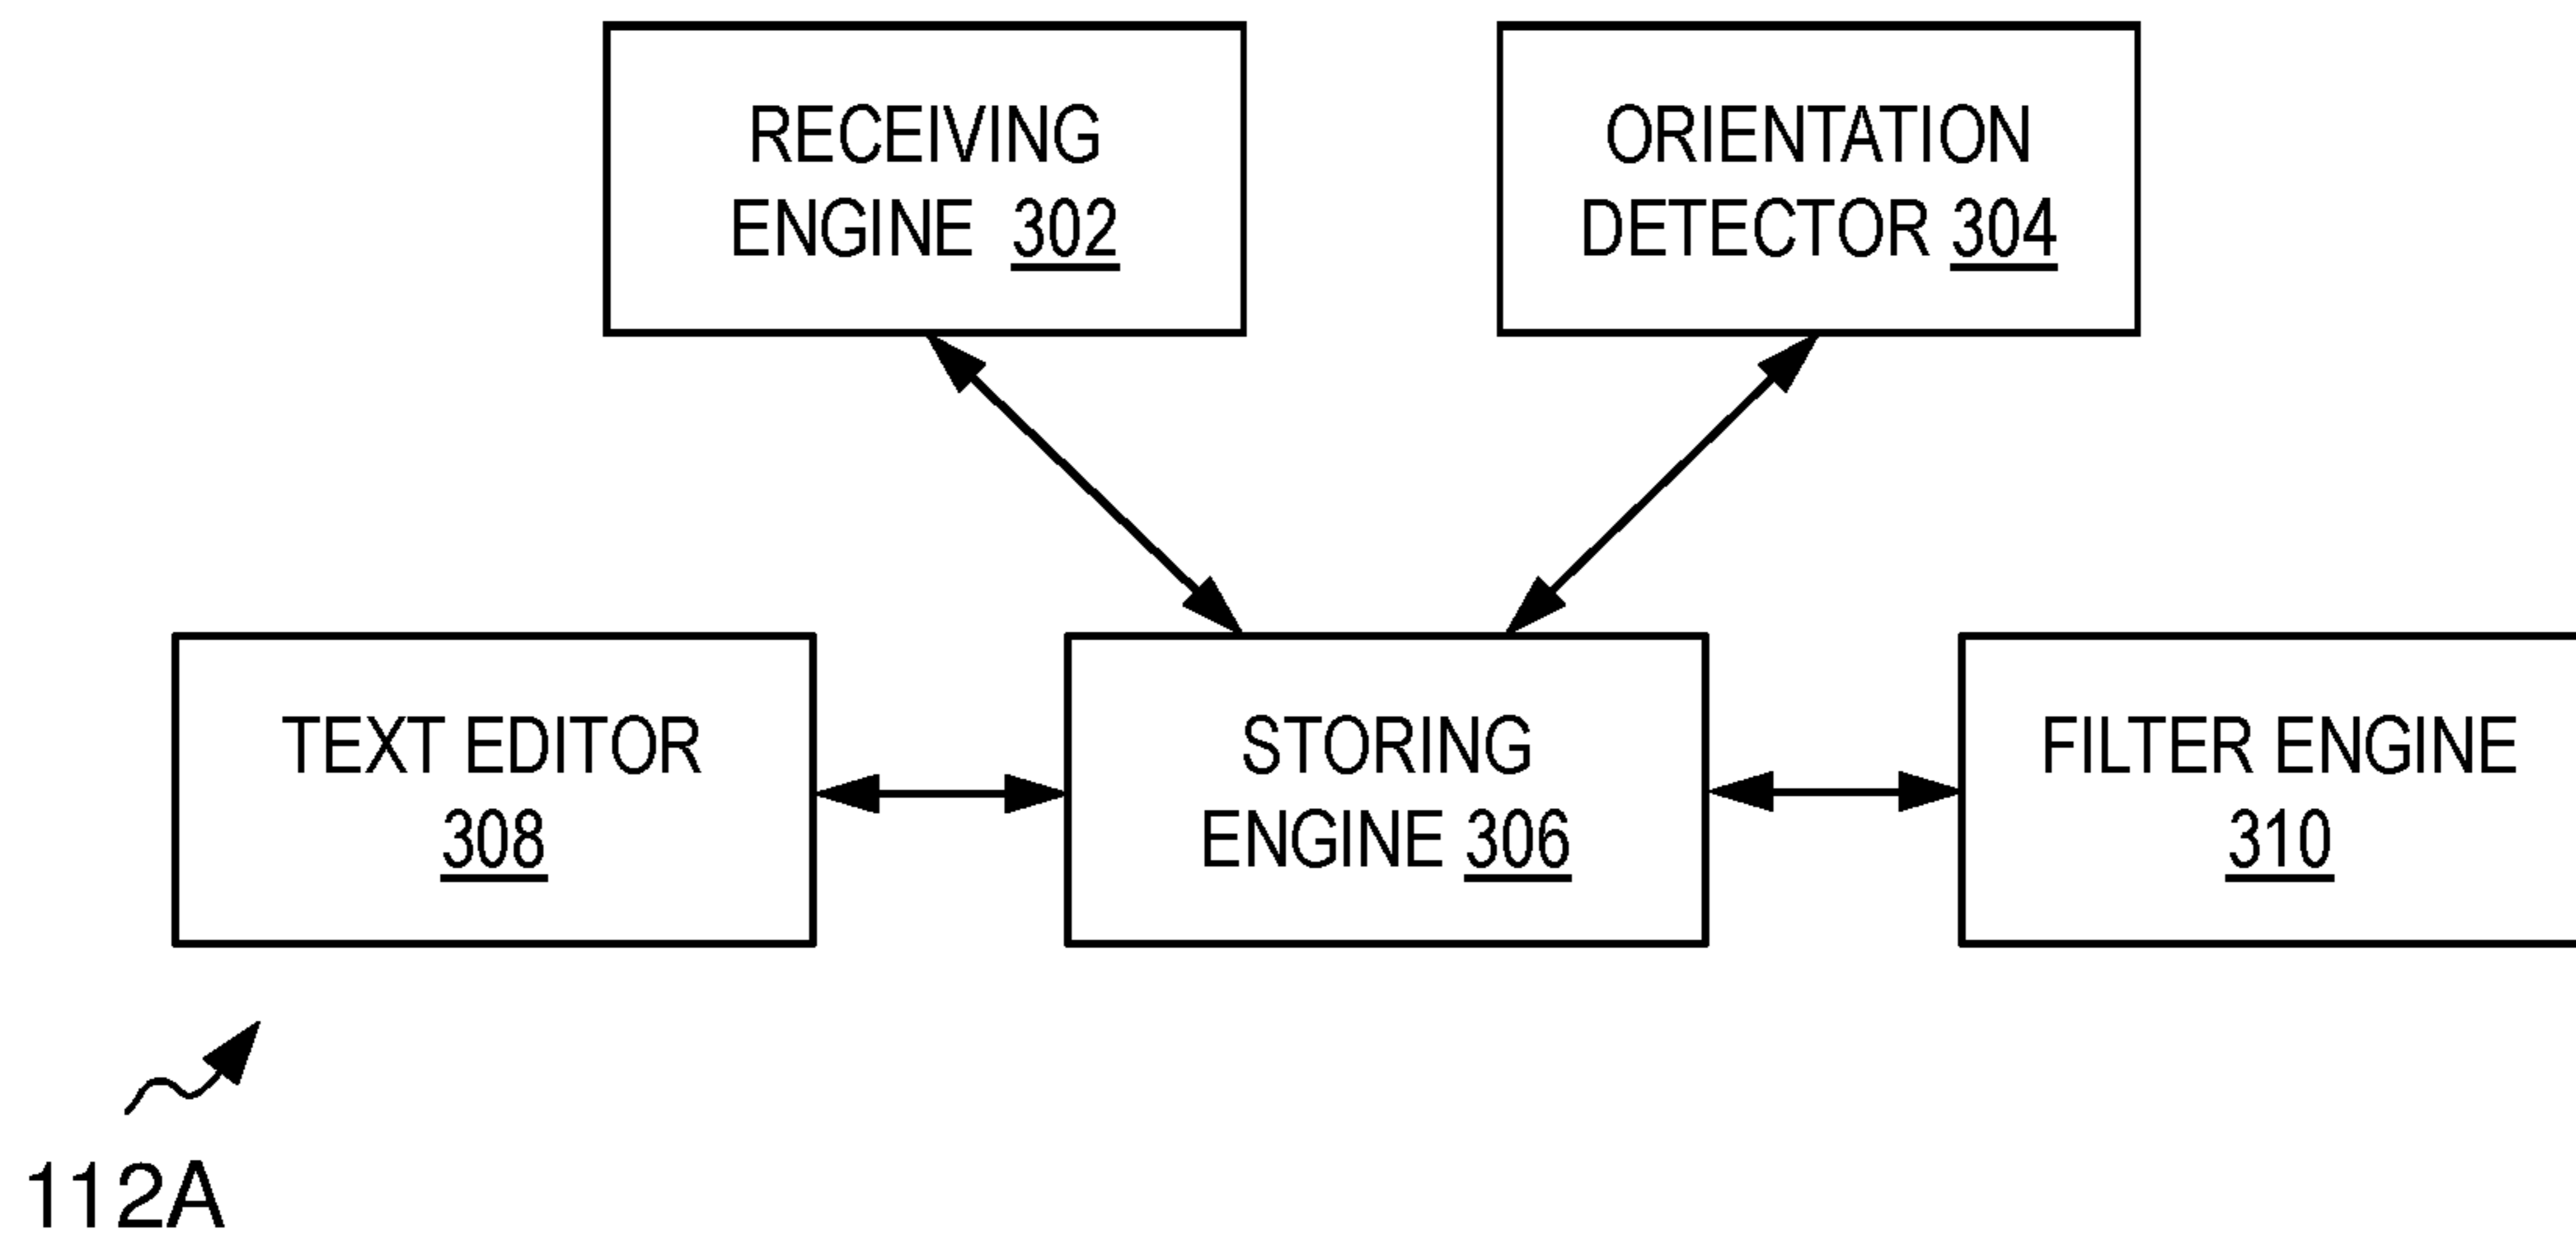 RECEIVING
ENGINE 302
ORIENTATION
DETECTOR 304
TEXT EDITOR
308
STORING
ENGINE 306
FILTER ENGINE
310
112A